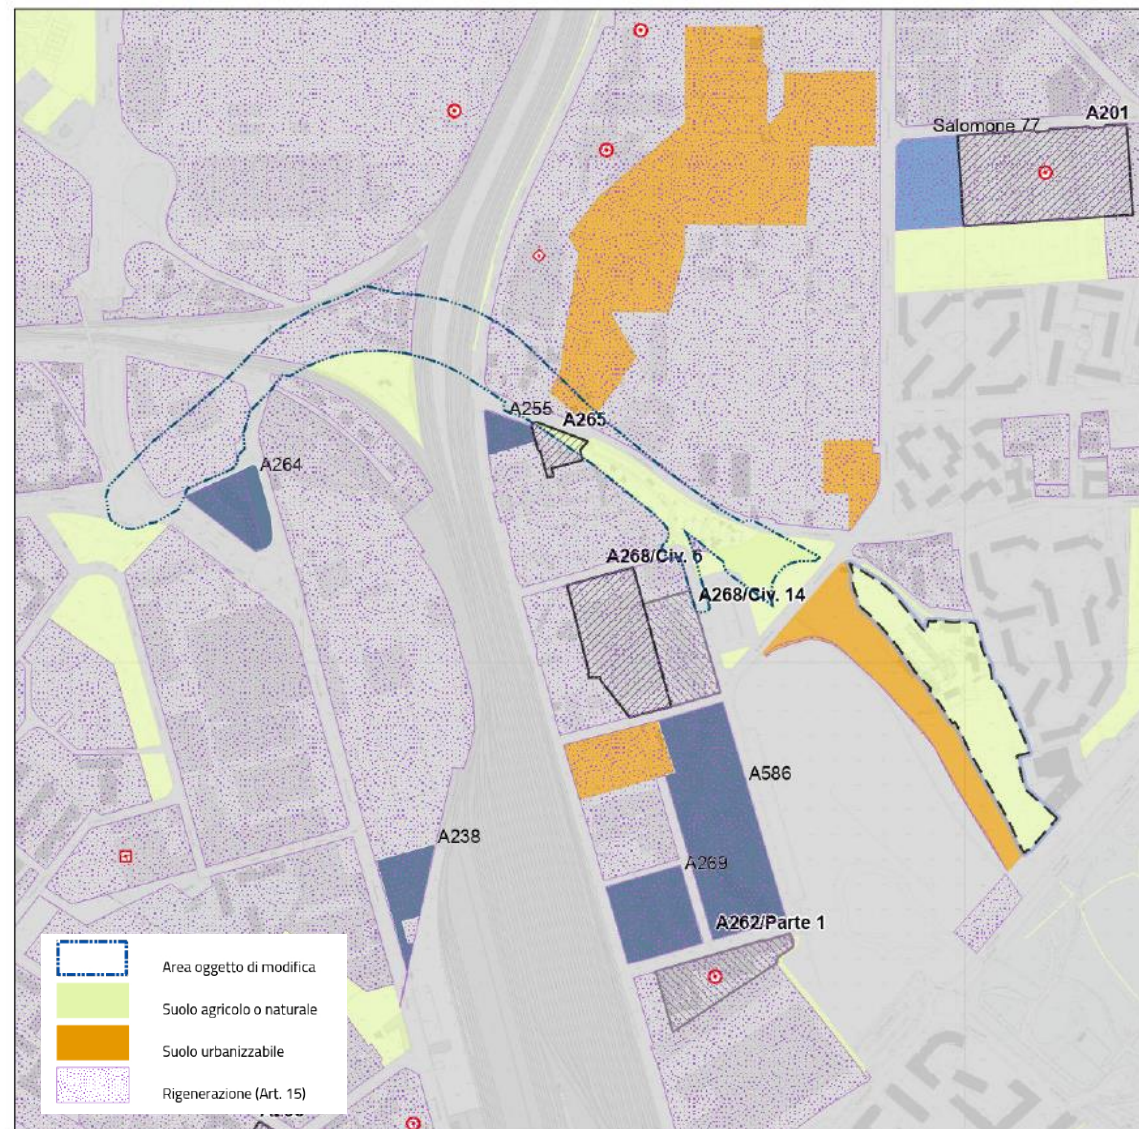 A201
Salomone 77
A255
A265
A264
A268/Civ. 6
A268/Civ. 14
A586
A238
A269
A262/Parte 1
Area oggetto di modifica
Suolo agricolo o naturale
Suolo urbanizzabile
Rigenerazione (Art. 15)